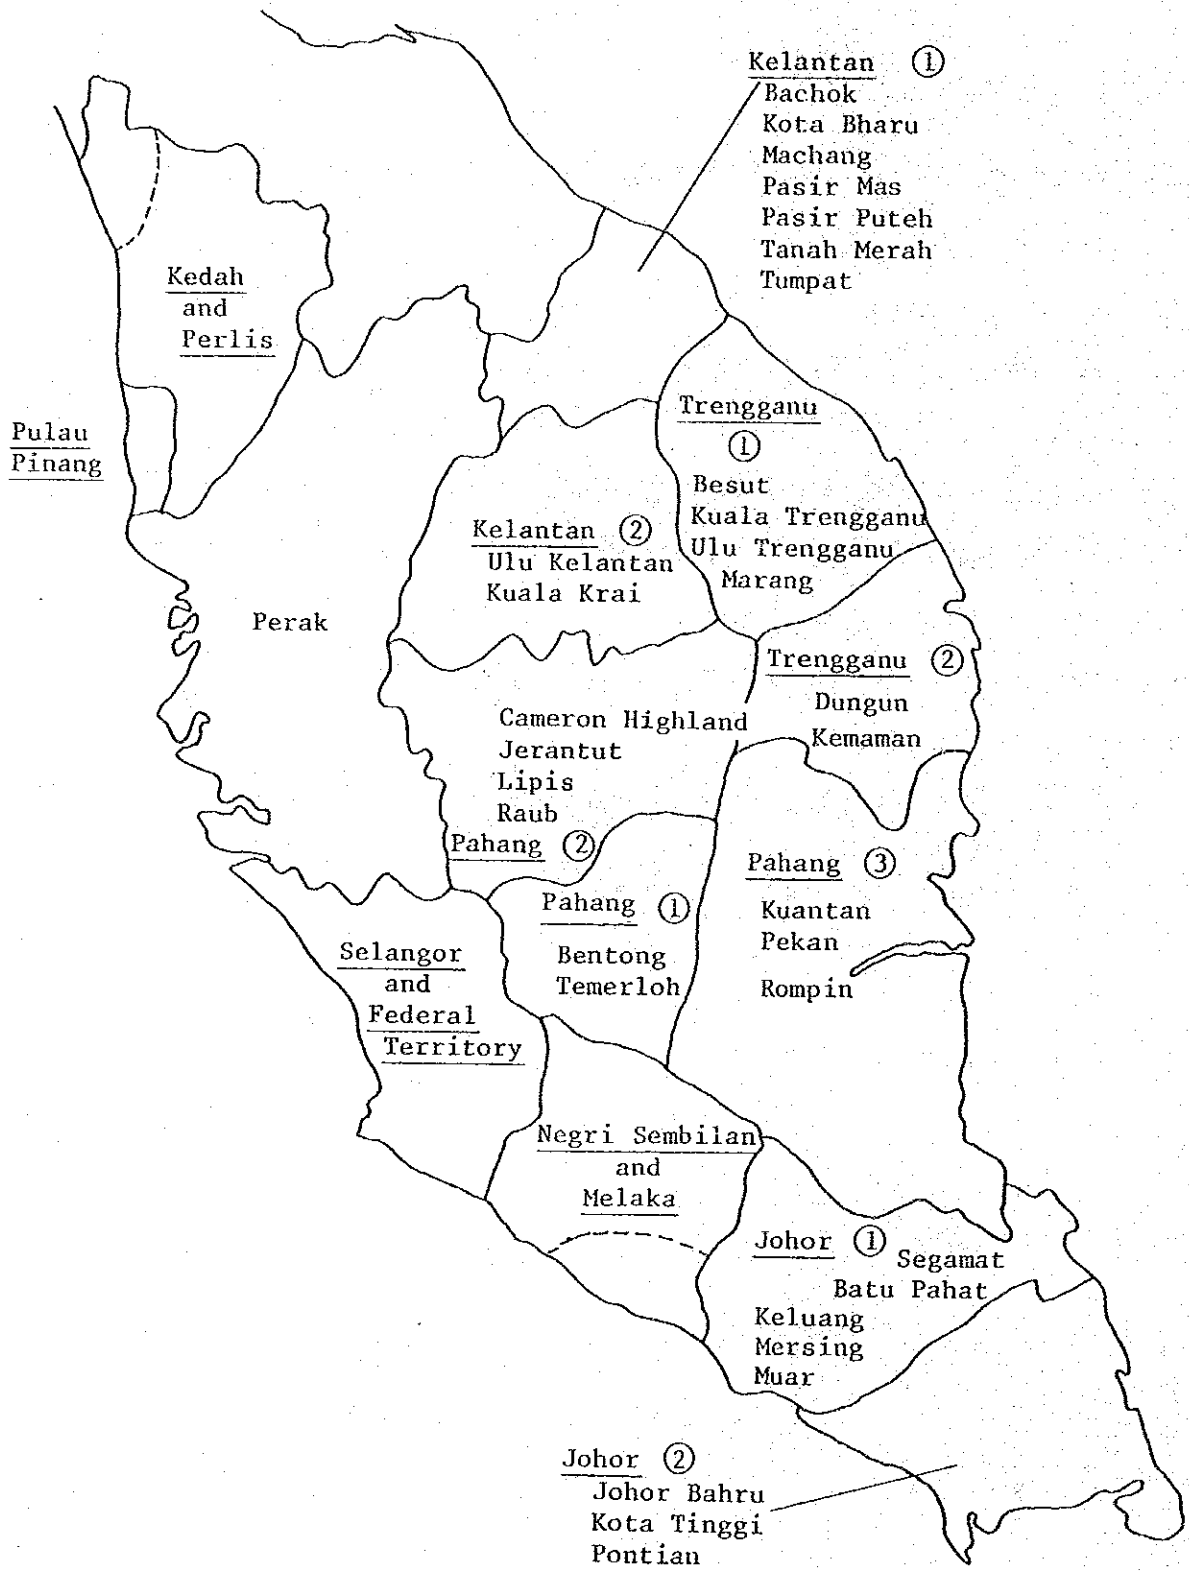 Kelantan ①
Bachok
Kota Bharu
Machang
Pasir Mas
Pasir Puteh
Tanah Merah
Tumpat
Kedah
and
Perlis
Pulau
Pinang
Trengganu
①
Besut
Kuala Trengganu
Ulu Trengganu
Marang
Kelantan ②
Ulu Kelantan
Kuala Krai
Perak
Trengganu ②
Dungun
Kemaman
Cameron Highland
Jerantut
Lipis
Raub
Pahang ②
Pahang ③
Kuantan
Pekan
Rompin
Pahang ①
Bentong
Temerloh
Selangor
and
Federal
Territory
Negri Sembilan
and
Melaka
Johor ①
Segamat
Batu Pahat
Keluang
Mersing
Muar
Johor ②
Johor Bahru
Kota Tinggi
Pontian